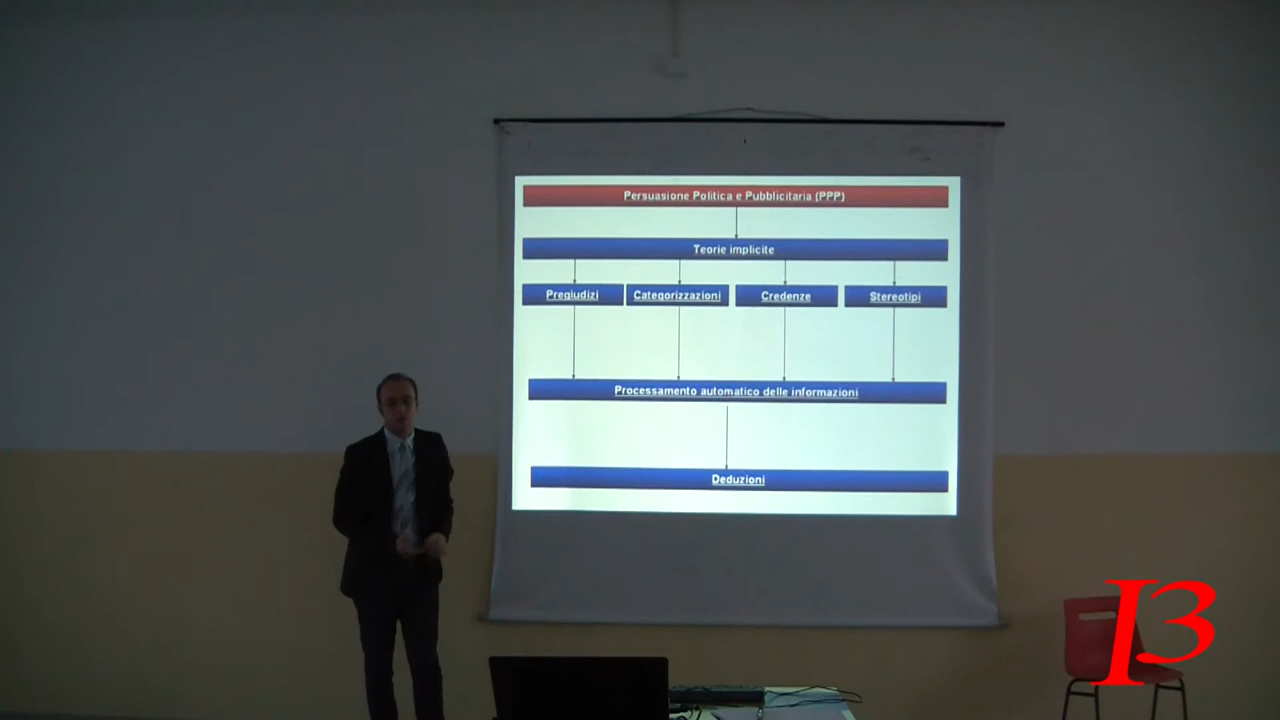 Persuasione Politica e Pubblicitaria (PPP)
Teorie implicite
Pregiudizi
Categorizzazioni
Credenze
Stereotipi
Processamento automatico delle informazioni
Deduzioni
I3